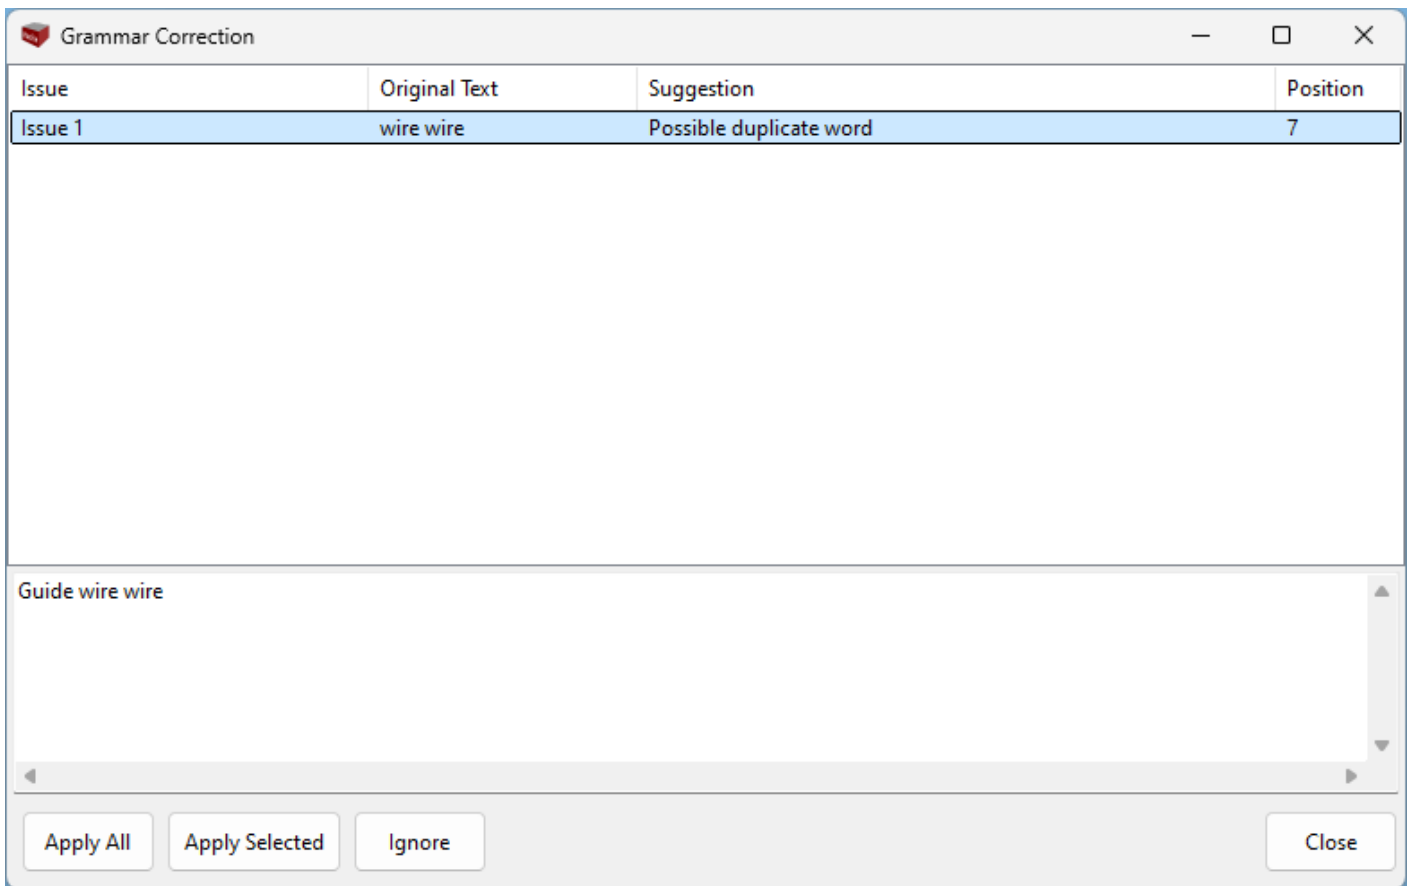 Grammar Correction
Issue Original Text Suggestion Position
Issue 1 wire wire Possible duplicate word 7
Guide wire wire
Apply All Apply Selected Ignore Close